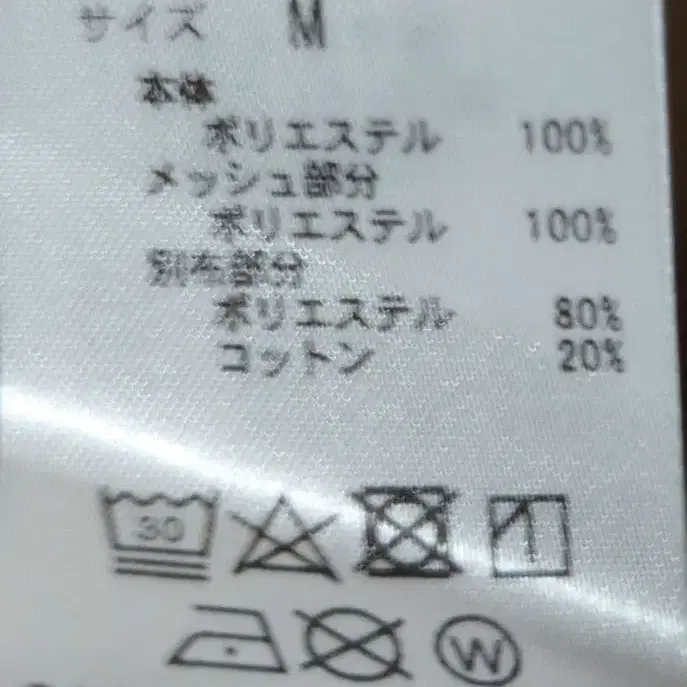 サイズ M
本体
ポリエステル 100%
メッシュ部分
ポリエステル 100%
別布部分
ポリエステル 80%
コットン 20%
30
W